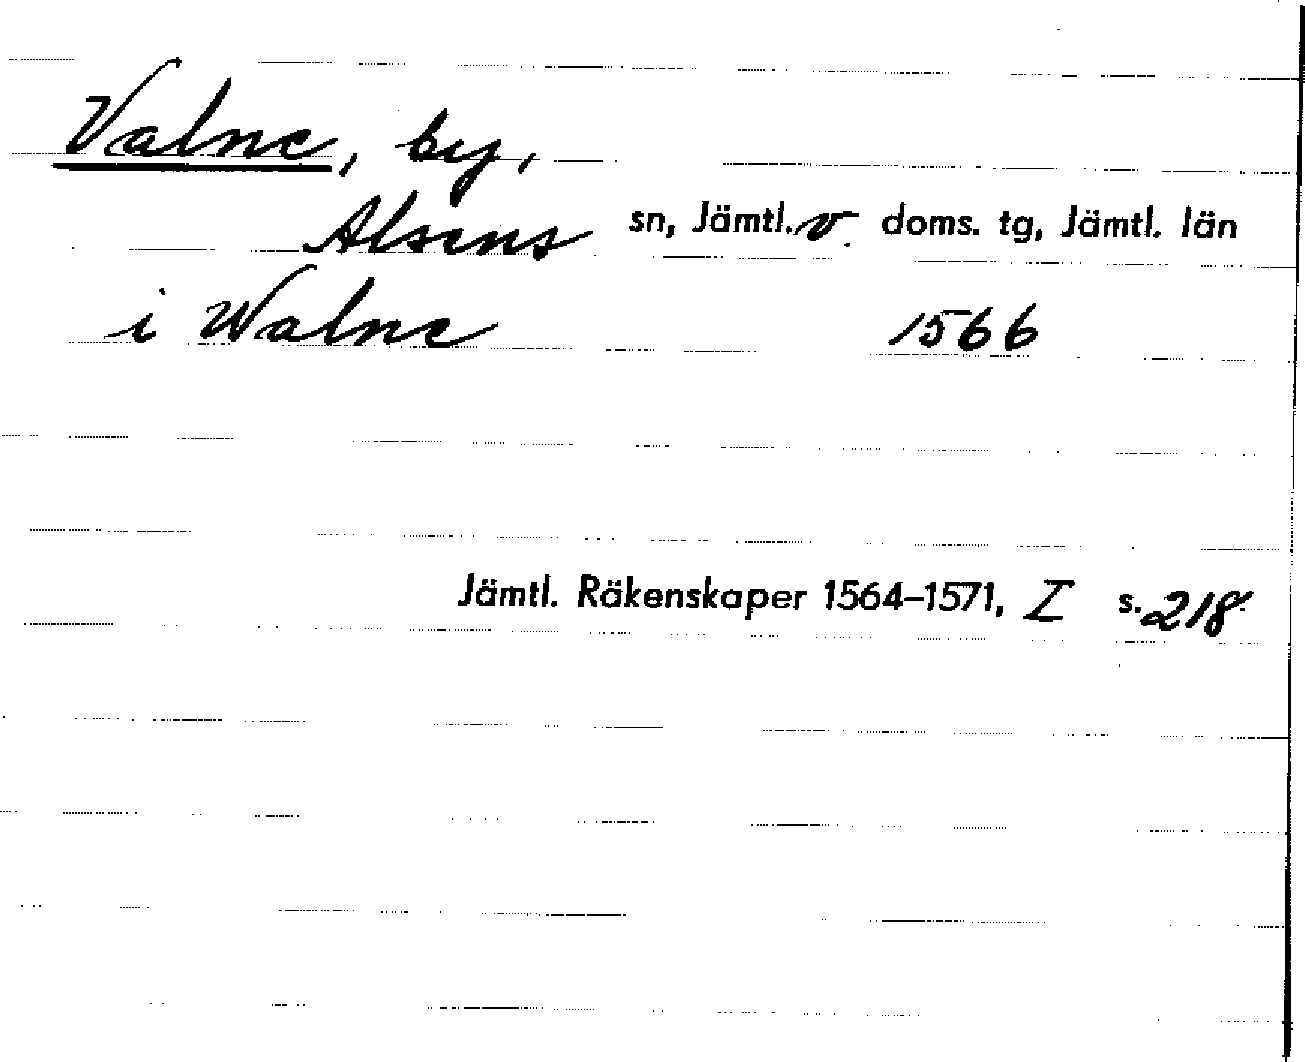 Valne, by,
Alsens sn, Jämtl. v. doms. tg, Jämtl. län
i Walne 1566
Jämtl. Räkenskaper 1564–1571, I s. 218.